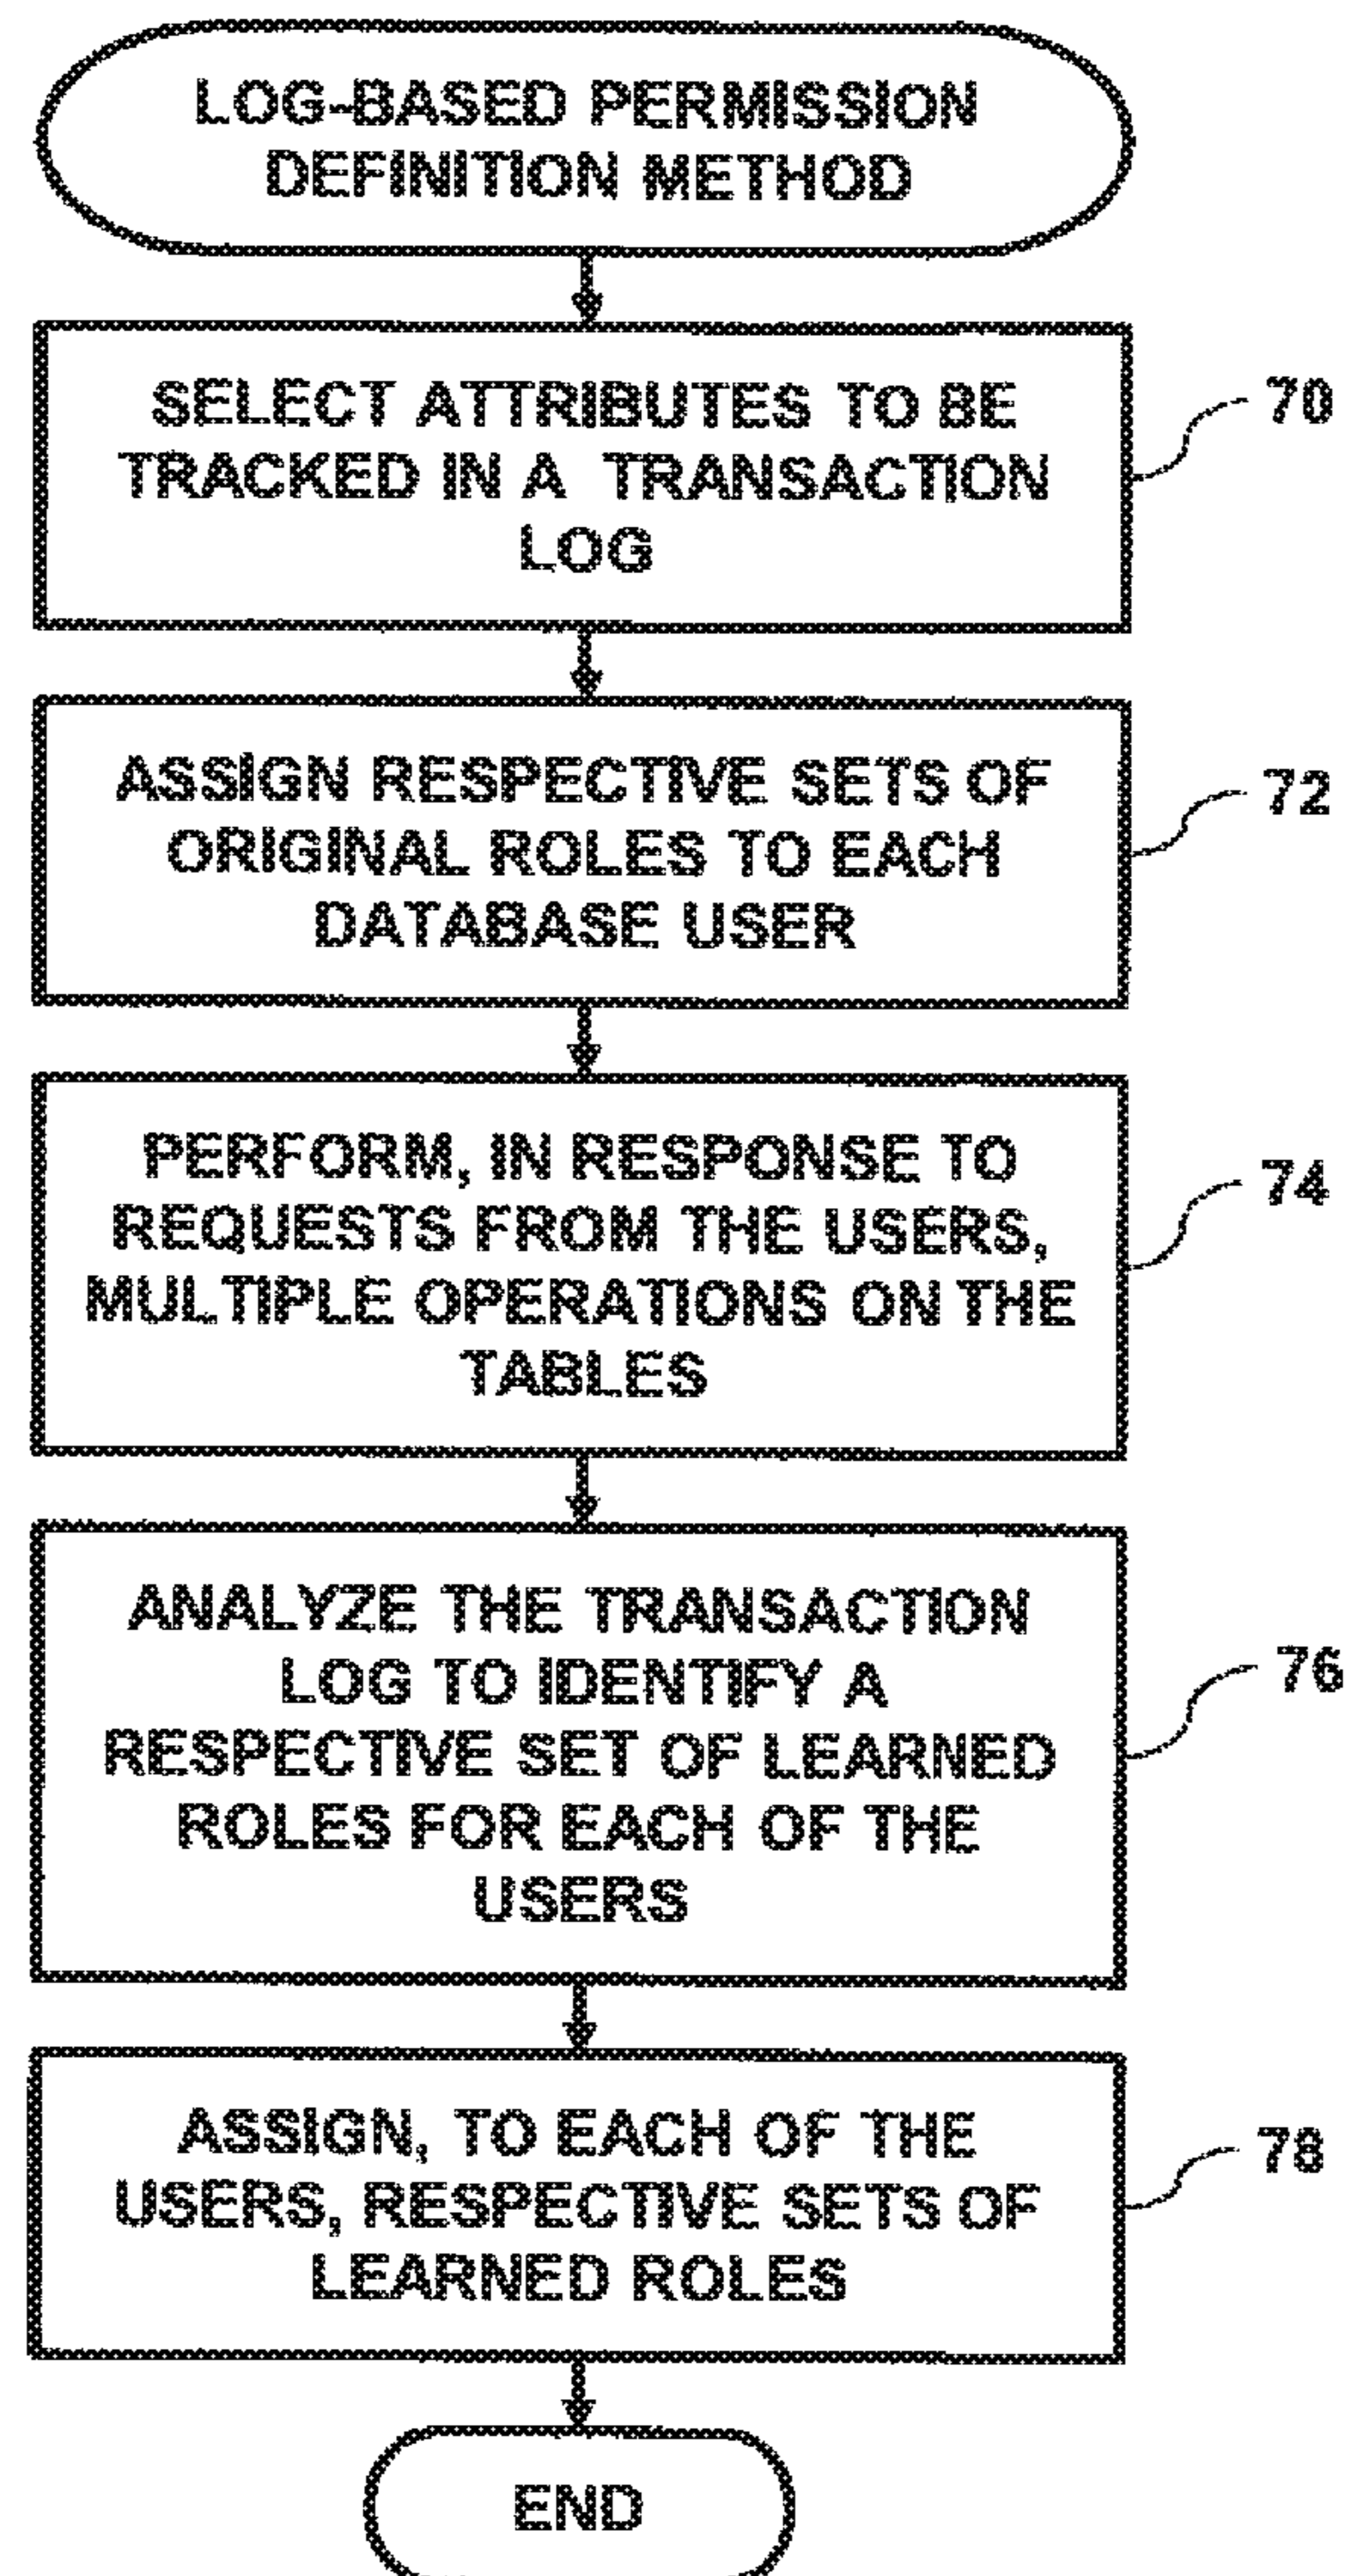 LOG-BASED PERMISSION
DEFINITION METHOD
SELECT ATTRIBUTES TO BE
TRACKED IN A TRANSACTION
LOG
70
ASSIGN RESPECTIVE SETS OF
ORIGINAL ROLES TO EACH
DATABASE USER
72
PERFORM, IN RESPONSE TO
REQUESTS FROM THE USERS,
MULTIPLE OPERATIONS ON THE
TABLES
74
ANALYZE THE TRANSACTION
LOG TO IDENTIFY A
RESPECTIVE SET OF LEARNED
ROLES FOR EACH OF THE
USERS
76
ASSIGN, TO EACH OF THE
USERS, RESPECTIVE SETS OF
LEARNED ROLES
78
END